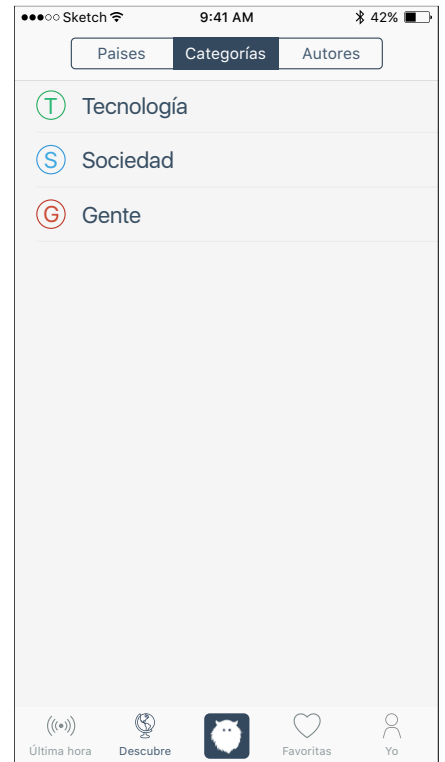 Sketch 9:41 AM 42%
Paises Categorías Autores
T Tecnología
S Sociedad
G Gente
Última hora Descubre Favoritas Yo